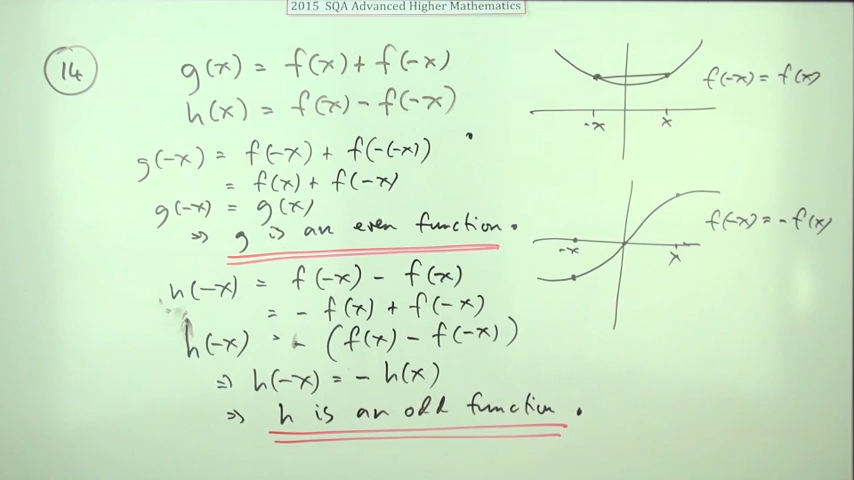 2015 SQA Advanced Higher Mathematics
14
g(x) = f(x) + f(-x)
h(x) = f(x) - f(-x)
g(-x) = f(-x) + f(-(-x))
= f(x) + f(-x)
g(-x) = g(x)
⇒ g is an even function.
h(-x) = f(-x) - f(x)
= - f(x) + f(-x)
h(-x) = - (f(x) - f(-x))
⇒ h(-x) = - h(x)
⇒ h is an odd function.
f(-x) = f(x)
-x x
f(-x) = - f(x)
-x x